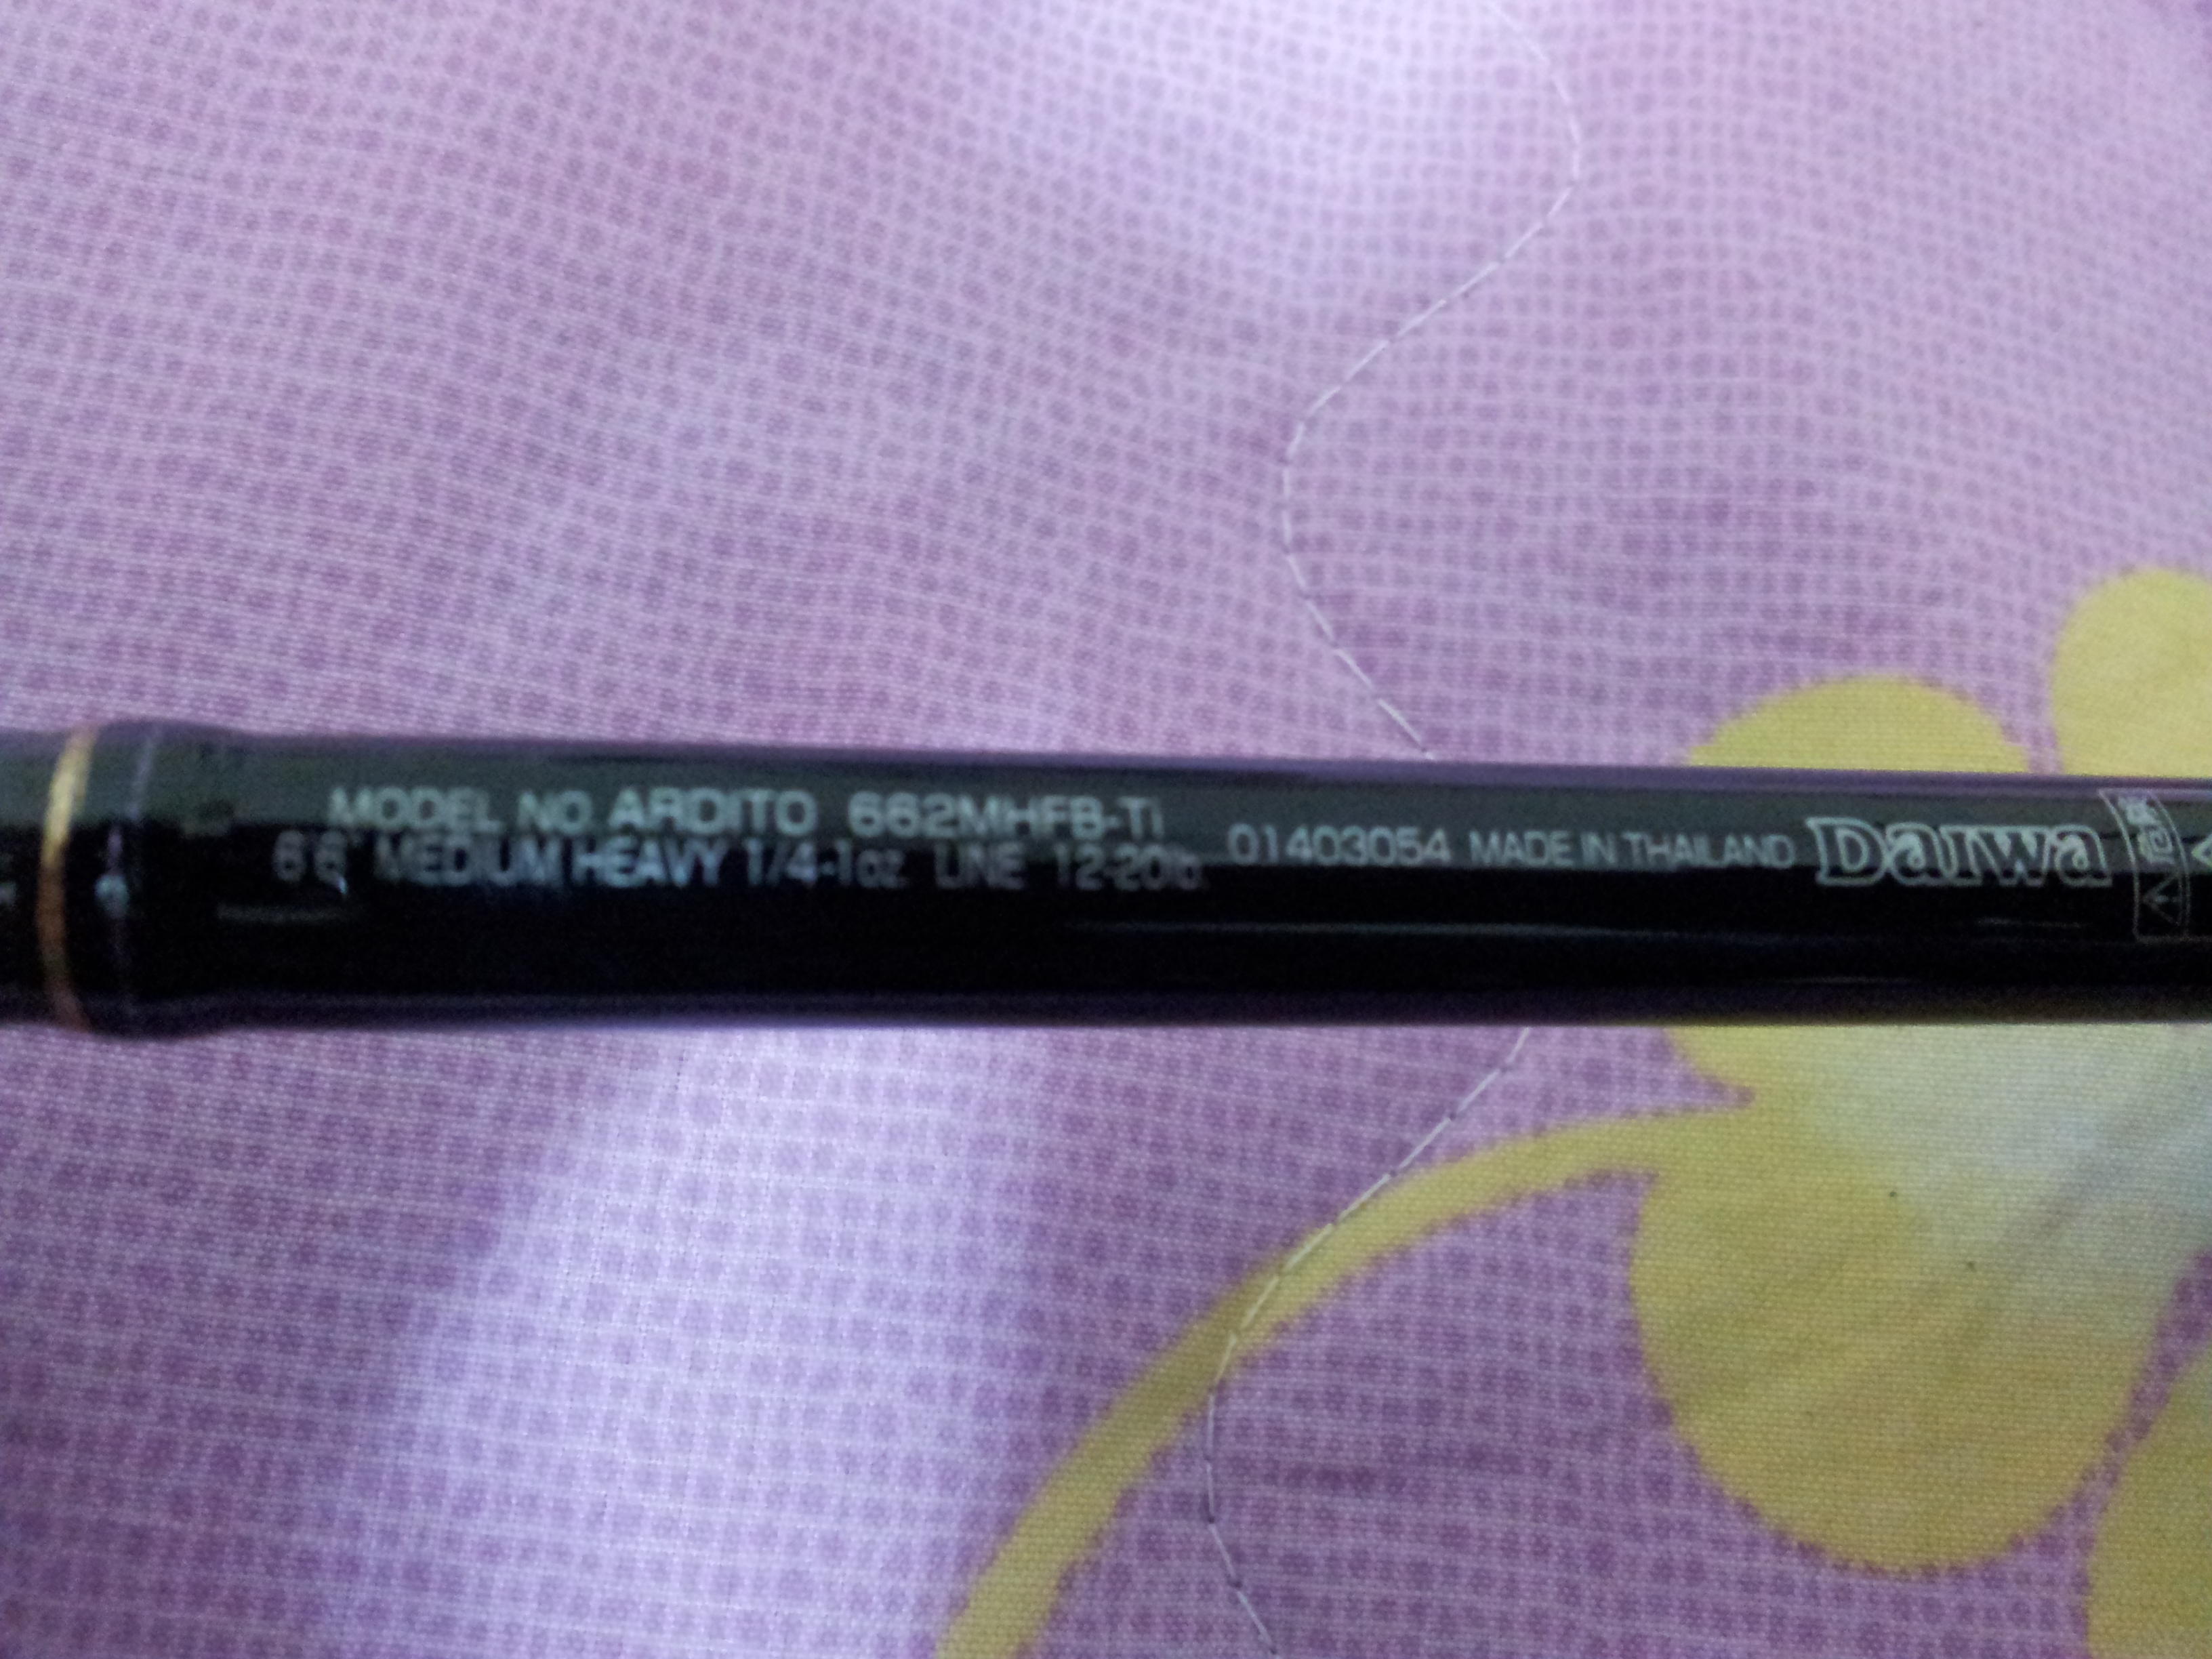 MODEL NO ARDITO 662MHFB-Ti
6'6" MEDIUM HEAVY 1/4-1oz LINE 12-20lb.
01403054 MADE IN THAILAND Daiwa